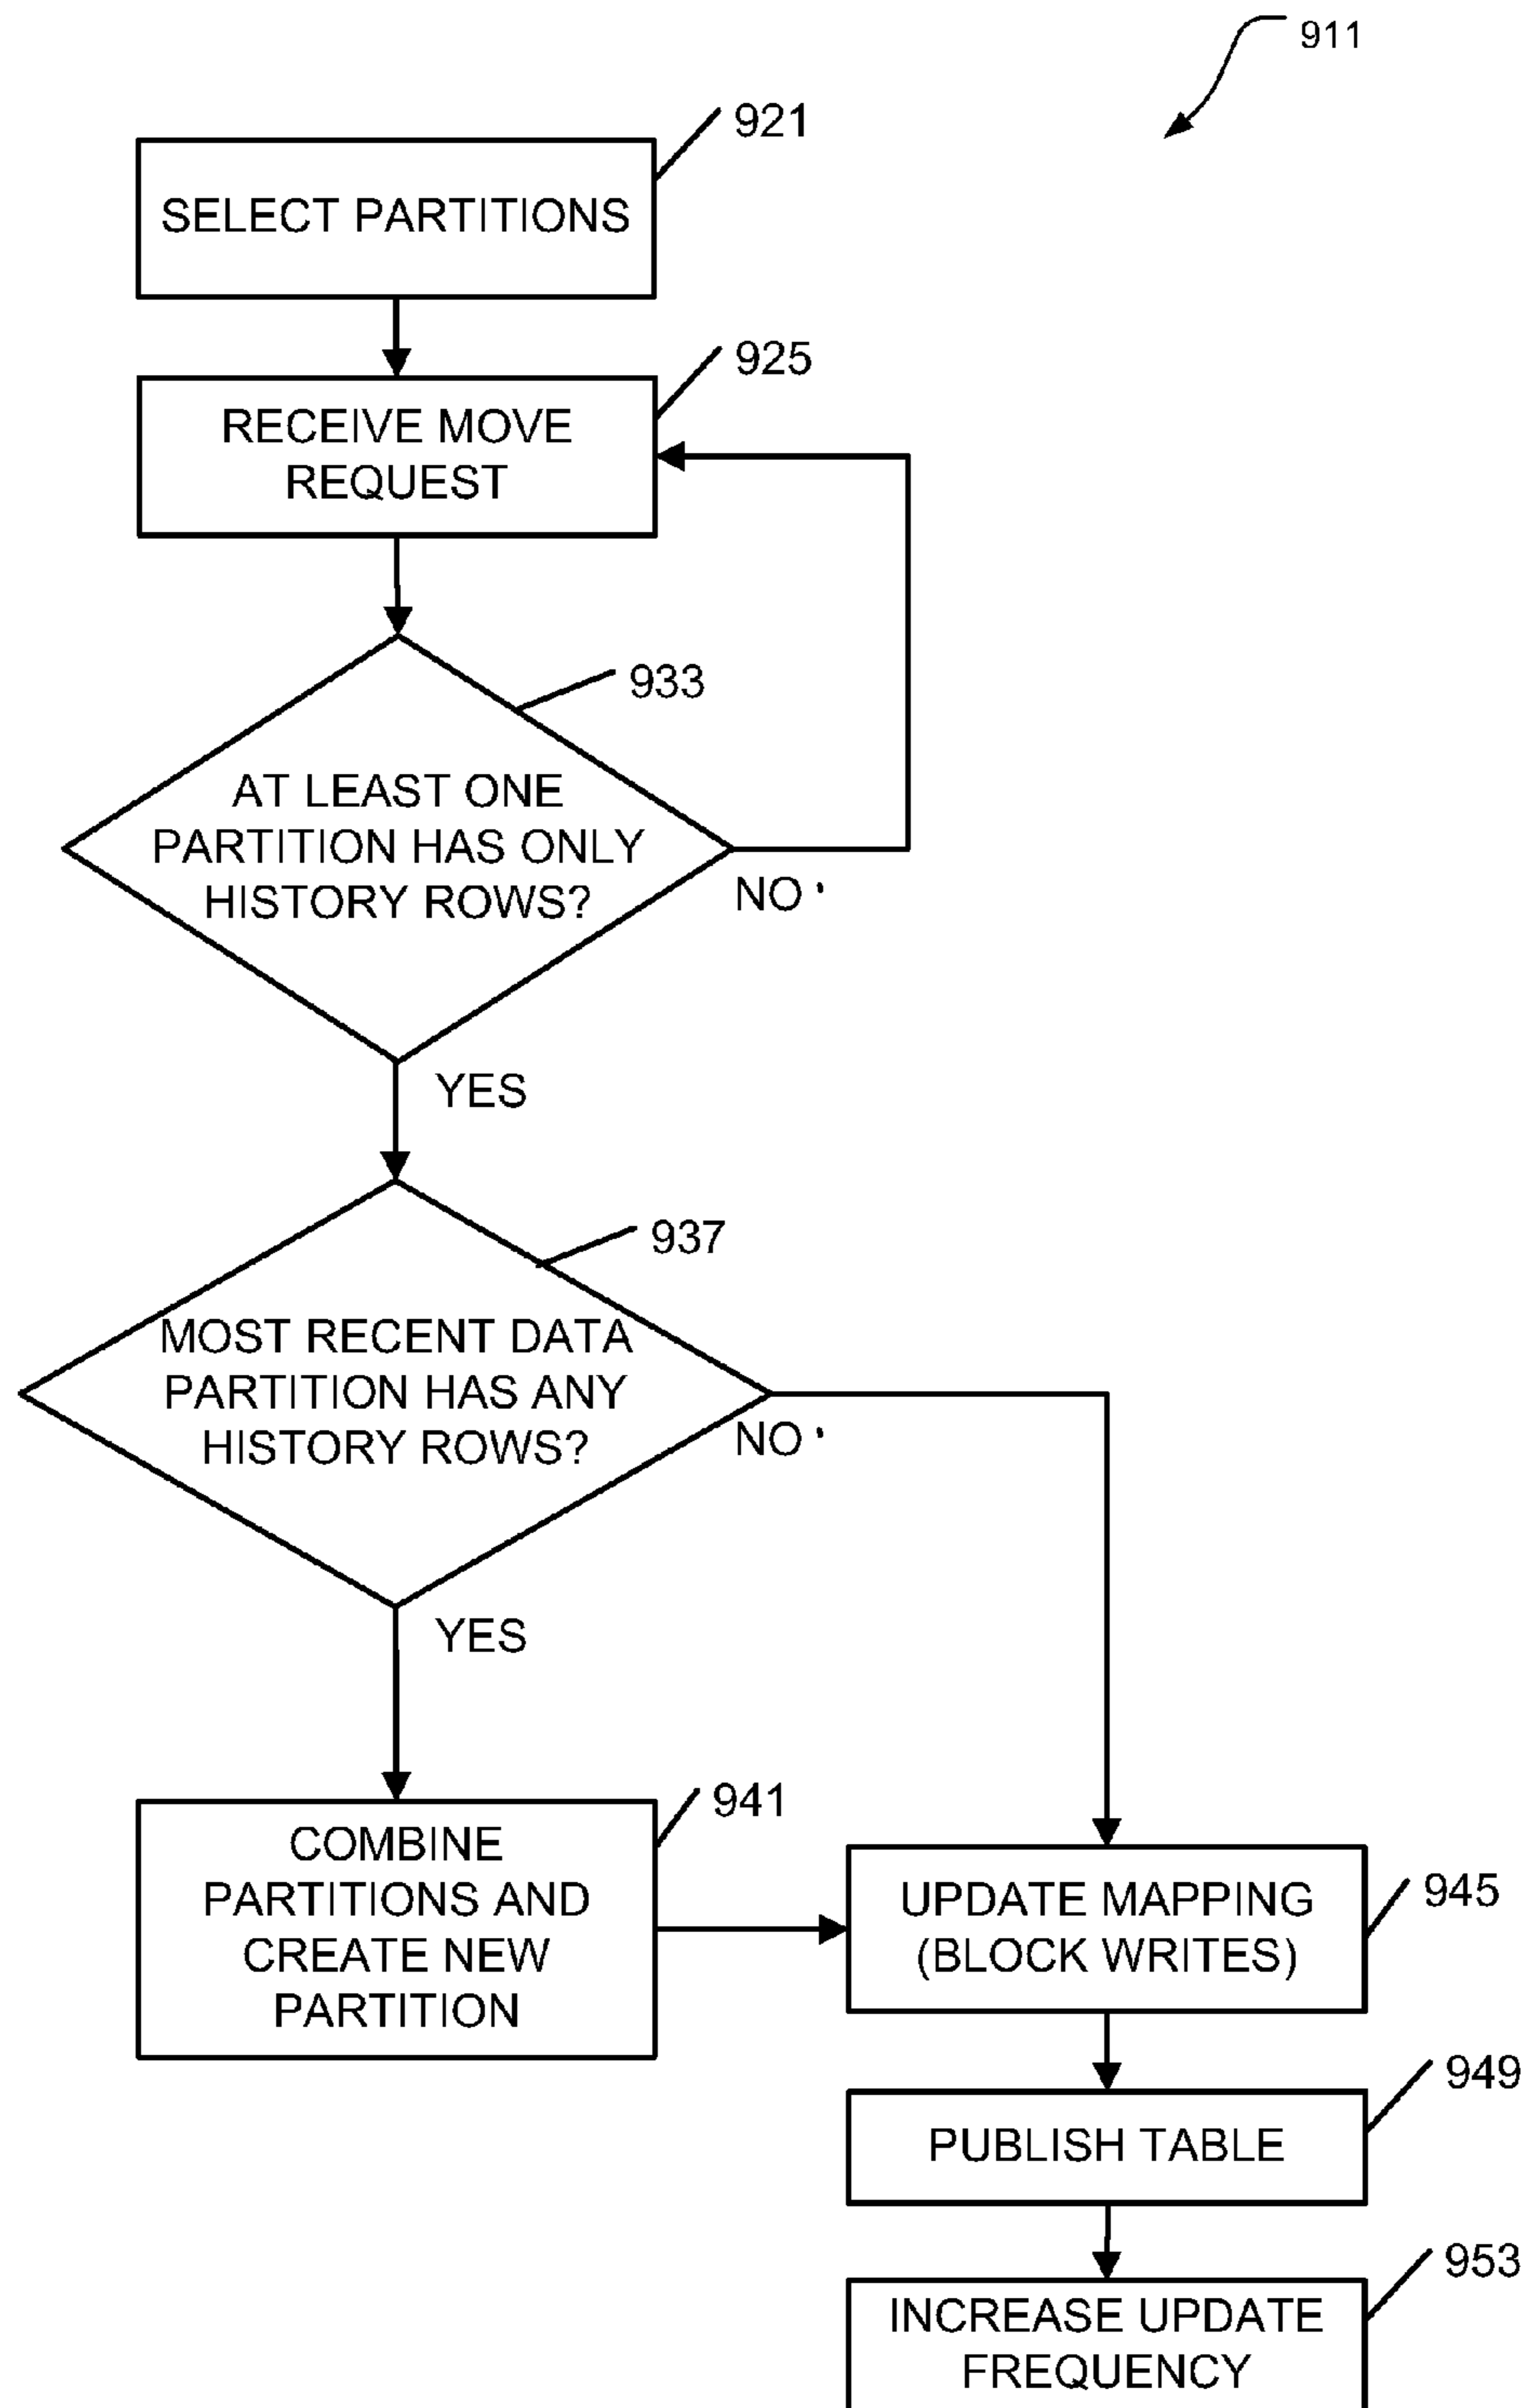 911
921
SELECT PARTITIONS
925
RECEIVE MOVE
REQUEST
933
AT LEAST ONE
PARTITION HAS ONLY
HISTORY ROWS?
NO
YES
937
MOST RECENT DATA
PARTITION HAS ANY
HISTORY ROWS?
NO
YES
941
COMBINE
PARTITIONS AND
CREATE NEW
PARTITION
945
UPDATE MAPPING
(BLOCK WRITES)
949
PUBLISH TABLE
953
INCREASE UPDATE
FREQUENCY